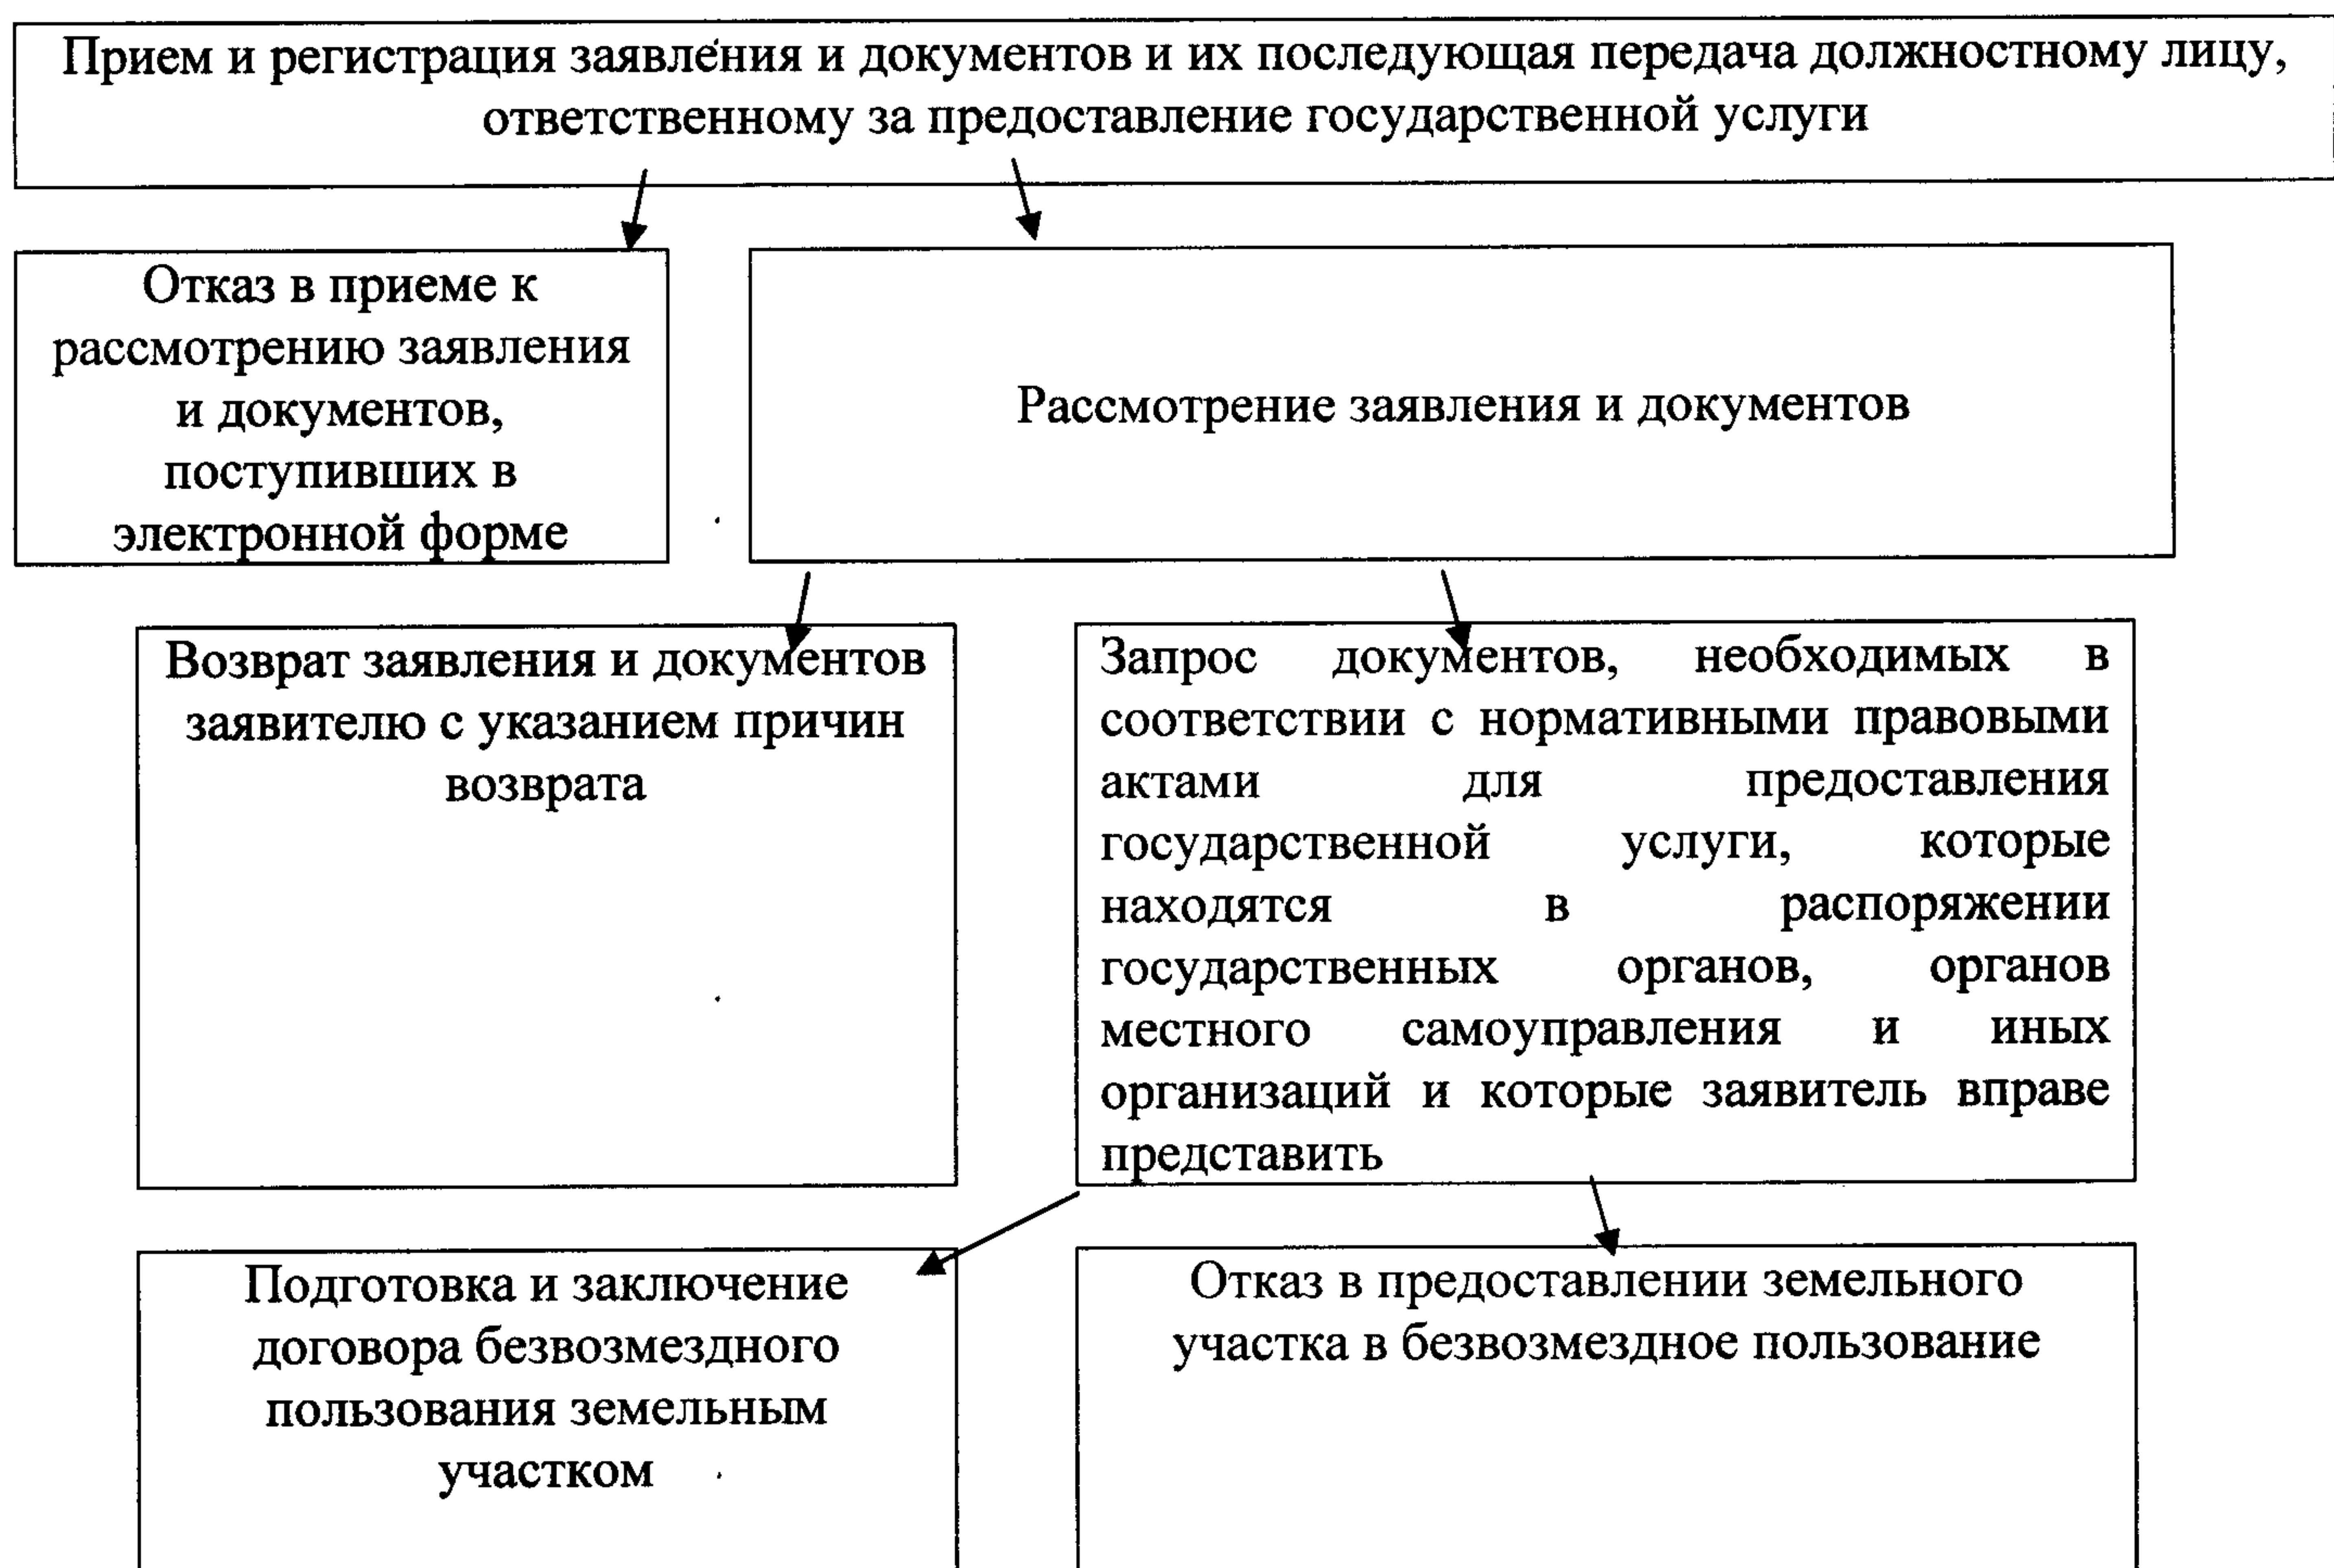 Прием и регистрация заявления и документов и их последующая передача должностному лицу,
ответственному за предоставление государственной услуги
Отказ в приеме к
рассмотрению заявления
и документов,
поступивших в
электронной форме
Рассмотрение заявления и документов
Возврат заявления и документов
заявителю с указанием причин
возврата
Запрос документов, необходимых в
соответствии с нормативными правовыми
актами для предоставления
государственной услуги, которые
находятся в распоряжении
государственных органов, органов
местного самоуправления и иных
организаций и которые заявитель вправе
представить
Подготовка и заключение
договора безвозмездного
пользования земельным
участком
Отказ в предоставлении земельного
участка в безвозмездное пользование